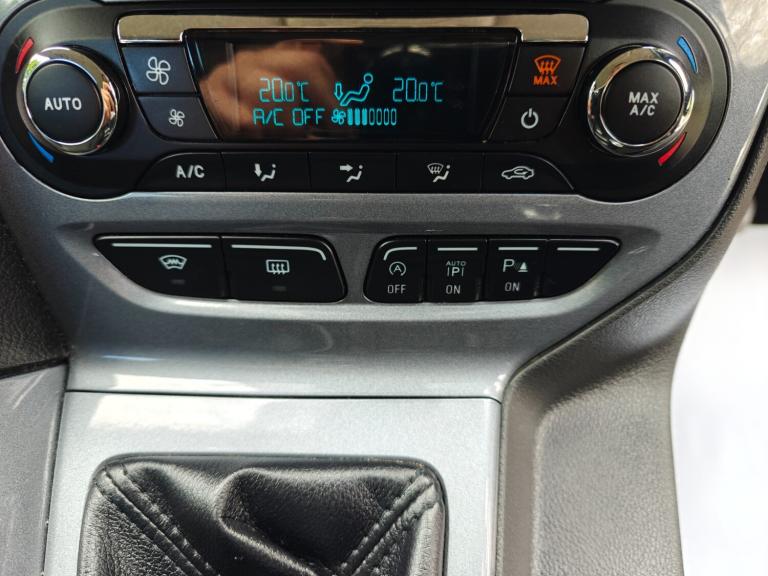 20.0°C 20.0°C
A/C OFF
MAX
AUTO
MAX
A/C
A/C
A
OFF
AUTO
P
ON
P
ON